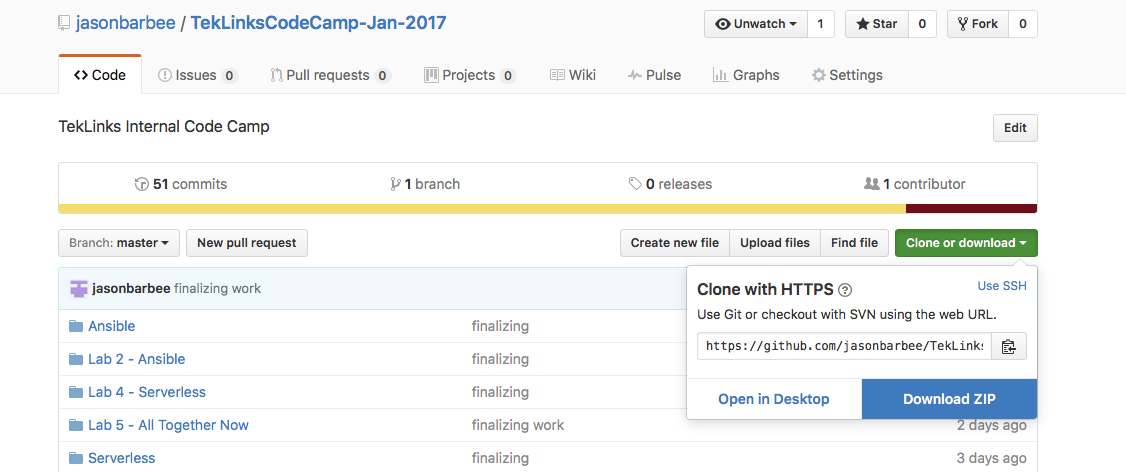 jasonbarbee / TekLinksCodeCamp-Jan-2017
Unwatch 1 Star 0 Fork 0
Code Issues 0 Pull requests 0 Projects 0 Wiki Pulse Graphs Settings
TekLinks Internal Code Camp
Edit
51 commits 1 branch 0 releases 1 contributor
Branch: master New pull request Create new file Upload files Find file Clone or download
jasonbarbee finalizing work
Clone with HTTPS ? Use SSH
Use Git or checkout with SVN using the web URL.
https://github.com/jasonbarbee/TekLinks
Open in Desktop Download ZIP
Ansible finalizing
Lab 2 - Ansible finalizing
Lab 4 - Serverless finalizing
Lab 5 - All Together Now finalizing work 2 days ago
Serverless finalizing 3 days ago